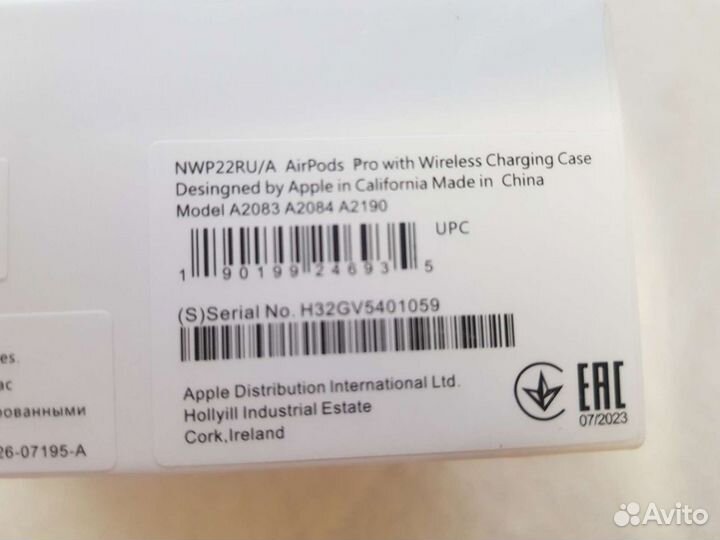 NWP22RU/A AirPods Pro with Wireless Charging Case
Desingned by Apple in California Made in China
Model A2083 A2084 A2190
UPC
1 90199 24693 5
(S)Serial No. H32GV5401059
Apple Distribution International Ltd.
Hollyill Industrial Estate
Cork,Ireland
EAC
07/2023
es.
ас
рованными
26-07195-A
Avito